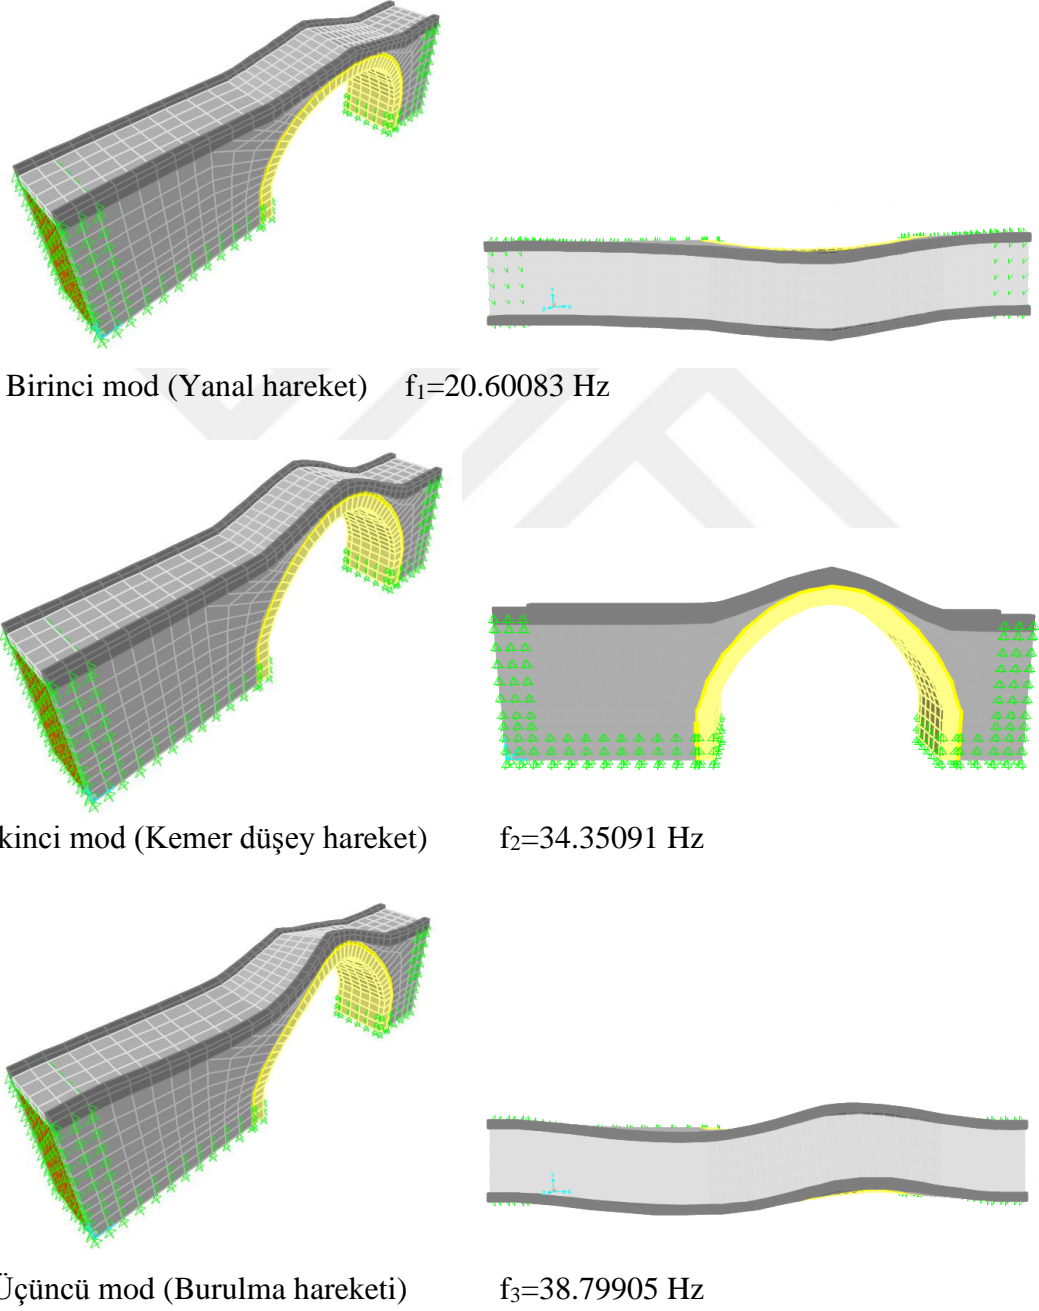 Birinci mod (Yanal hareket) f₁=20.60083 Hz
kinci mod (Kemer düşey hareket) f₂=34.35091 Hz
Üçüncü mod (Burulma hareketi) f₃=38.79905 Hz